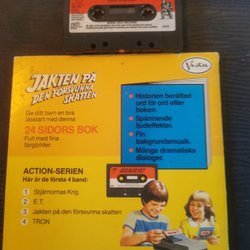 Vista
JAKTEN PÅ
DEN FÖRSVUNNA
SKATTEN
Ge ditt barn en bra
lässtart med denna
24 SIDORS BOK
Full med fina
färgbilder.
• Historien berättad
ord för ord efter
boken.
• Spännande
ljudeffekter.
• Fin
bakgrundsmusik.
• Många dramatiska
dialoger.
ACTION-SERIEN
Här är de första 4 band:
1 Stjärnornas Krig
2 E.T.
3 Jakten på den försvunna skatten
4 TRON